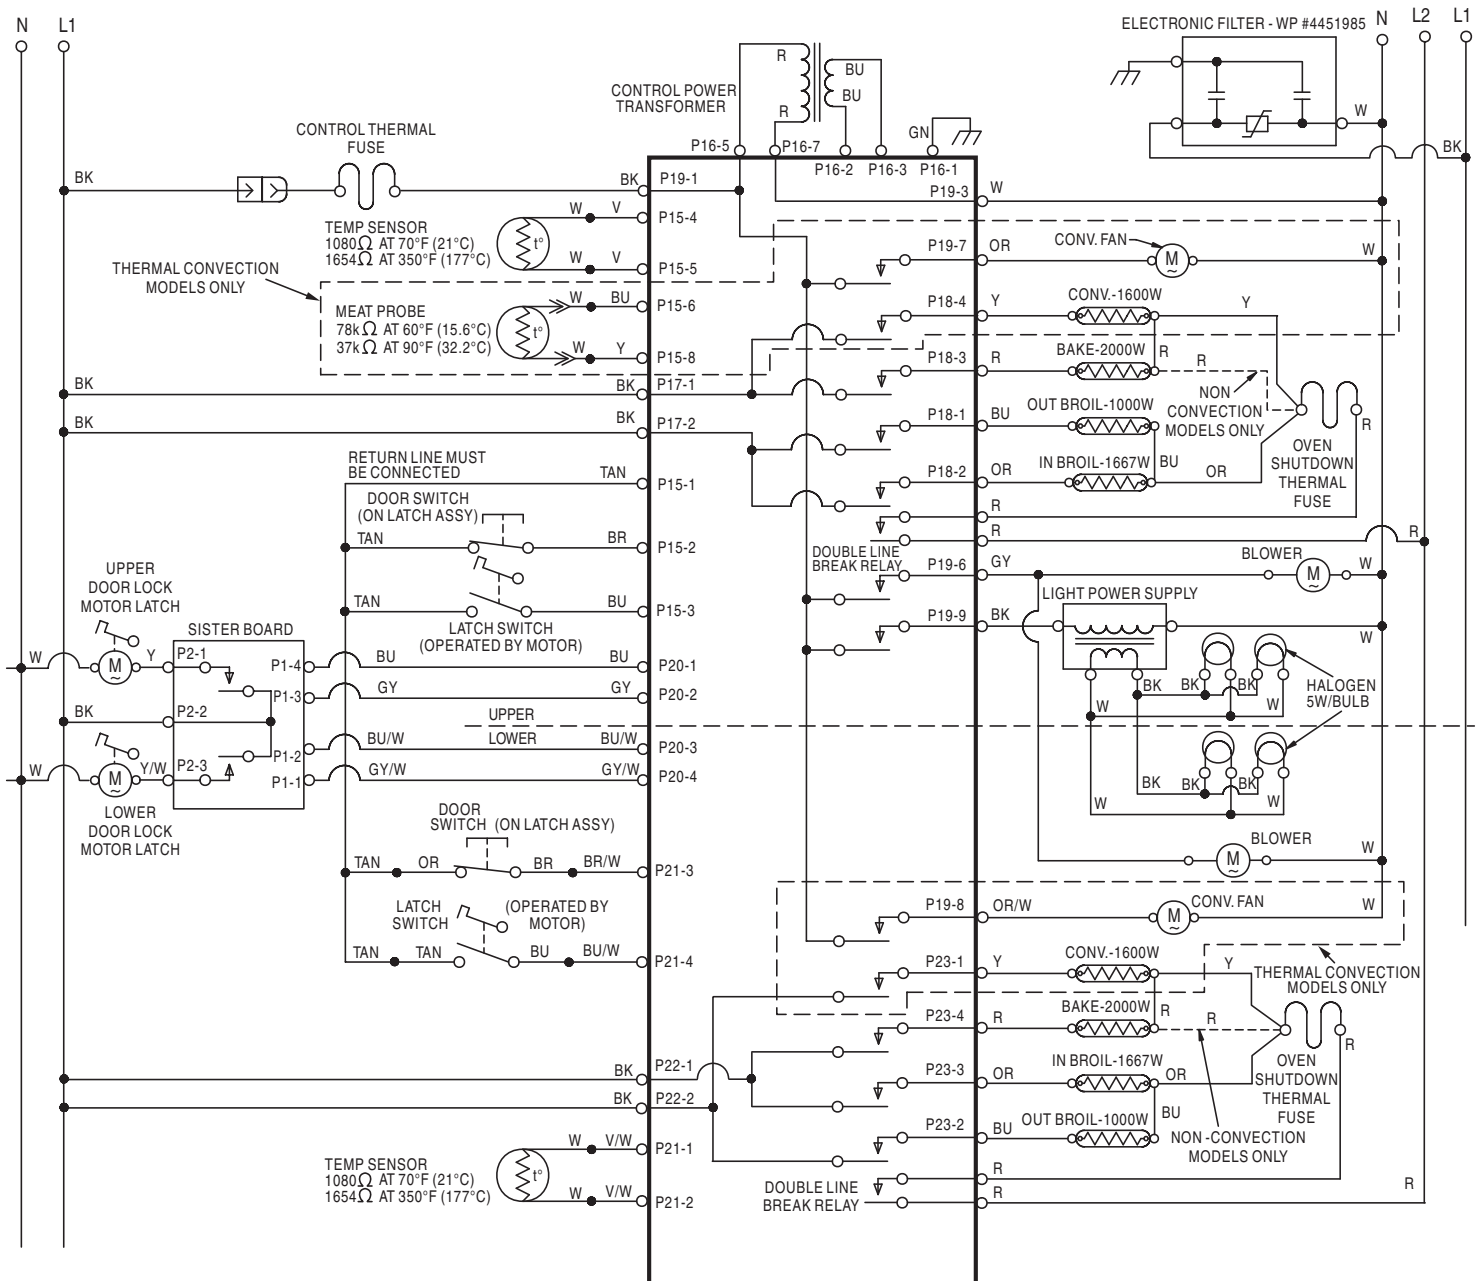 N
L1
ELECTRONIC FILTER - WP #4451985
N
L2
L1
R
BU
BU
R
CONTROL POWER
TRANSFORMER
W
BK
CONTROL THERMAL
FUSE
GN
P16-5
P16-7
P16-2
P16-3
P16-1
BK
BK
P19-1
P19-3
W
TEMP SENSOR
1080Ω AT 70°F (21°C)
1654Ω AT 350°F (177°C)
t°
W
V
P15-4
W
V
P15-5
THERMAL CONVECTION
MODELS ONLY
P19-7
OR
CONV. FAN
M
~
W
MEAT PROBE
78kΩ AT 60°F (15.6°C)
37kΩ AT 90°F (32.2°C)
t°
W
BU
P15-6
W
Y
P15-8
P18-4
Y
CONV.-1600W
Y
P18-3
R
BAKE-2000W
R
R
NON
CONVECTION
MODELS ONLY
BK
BK
P17-1
BK
BK
P17-2
P18-1
BU
OUT BROIL-1000W
BU
R
OVEN
SHUTDOWN
THERMAL
FUSE
P18-2
OR
IN BROIL-1667W
OR
R
R
R
DOUBLE LINE
BREAK RELAY
RETURN LINE MUST
BE CONNECTED
TAN
P15-1
DOOR SWITCH
(ON LATCH ASSY)
TAN
BR
P15-2
TAN
BU
P15-3
LATCH SWITCH
(OPERATED BY MOTOR)
P19-6
GY
BLOWER
M
~
W
LIGHT POWER SUPPLY
P19-9
BK
W
UPPER
DOOR LOCK
MOTOR LATCH
SISTER BOARD
W
M
~
Y
P2-1
P1-4
BU
BU
P20-1
P1-3
GY
GY
P20-2
BK
P2-2
UPPER
LOWER
P1-2
BU/W
BU/W
P20-3
W
M
~
Y/W
P2-3
P1-1
GY/W
GY/W
P20-4
LOWER
DOOR LOCK
MOTOR LATCH
BK
BK
BK
W
W
HALOGEN
5W/BULB
BK
BK
BK
W
W
DOOR
SWITCH
(ON LATCH ASSY)
TAN
OR
BR
BR/W
P21-3
BLOWER
M
~
W
LATCH
SWITCH
(OPERATED BY
MOTOR)
TAN
TAN
BU
BU/W
P21-4
P19-8
OR/W
CONV. FAN
M
~
W
P23-1
Y
CONV.-1600W
Y
THERMAL CONVECTION
MODELS ONLY
P23-4
R
BAKE-2000W
R
R
R
P23-3
OR
IN BROIL-1667W
OR
OVEN
SHUTDOWN
THERMAL
FUSE
P23-2
BU
OUT BROIL-1000W
BU
NON -CONVECTION
MODELS ONLY
BK
P22-1
BK
P22-2
TEMP SENSOR
1080Ω AT 70°F (21°C)
1654Ω AT 350°F (177°C)
t°
W
V/W
P21-1
W
V/W
P21-2
DOUBLE LINE
BREAK RELAY
R
R
R